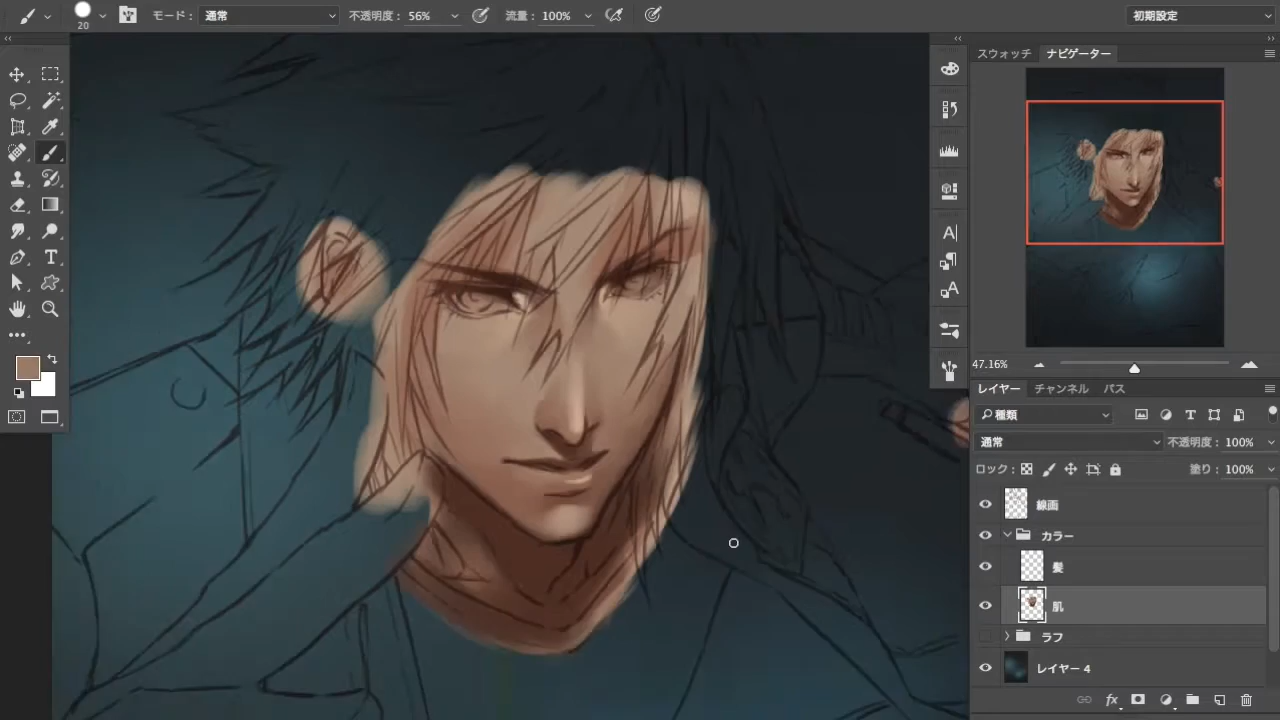 モード： 通常 不透明度： 56% 流量： 100% 初期設定
20
スウォッチ ナビゲーター
47.16%
レイヤー チャンネル パス
種類
通常 不透明度： 100%
ロック： 塗り： 100%
線画
カラー
髪
肌
ラフ
レイヤー 4